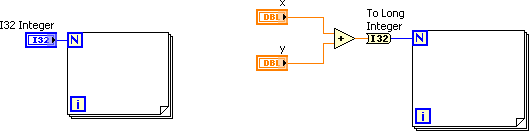 I32 Integer
I32
N
i
x
DBL
y
DBL
+
To Long
Integer
I32
N
i